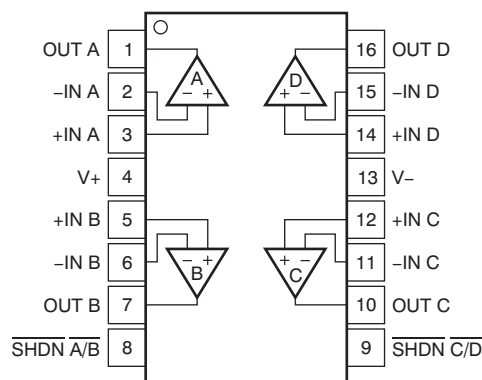 OUT A 1 16 OUT D
−IN A 2 A − + D + − 15 −IN D
+IN A 3 14 +IN D
V+ 4 13 V−
+IN B 5 12 +IN C
−IN B 6 − + B + − C 11 −IN C
OUT B 7 10 OUT C
SHDN A/B 8 9 SHDN C/D